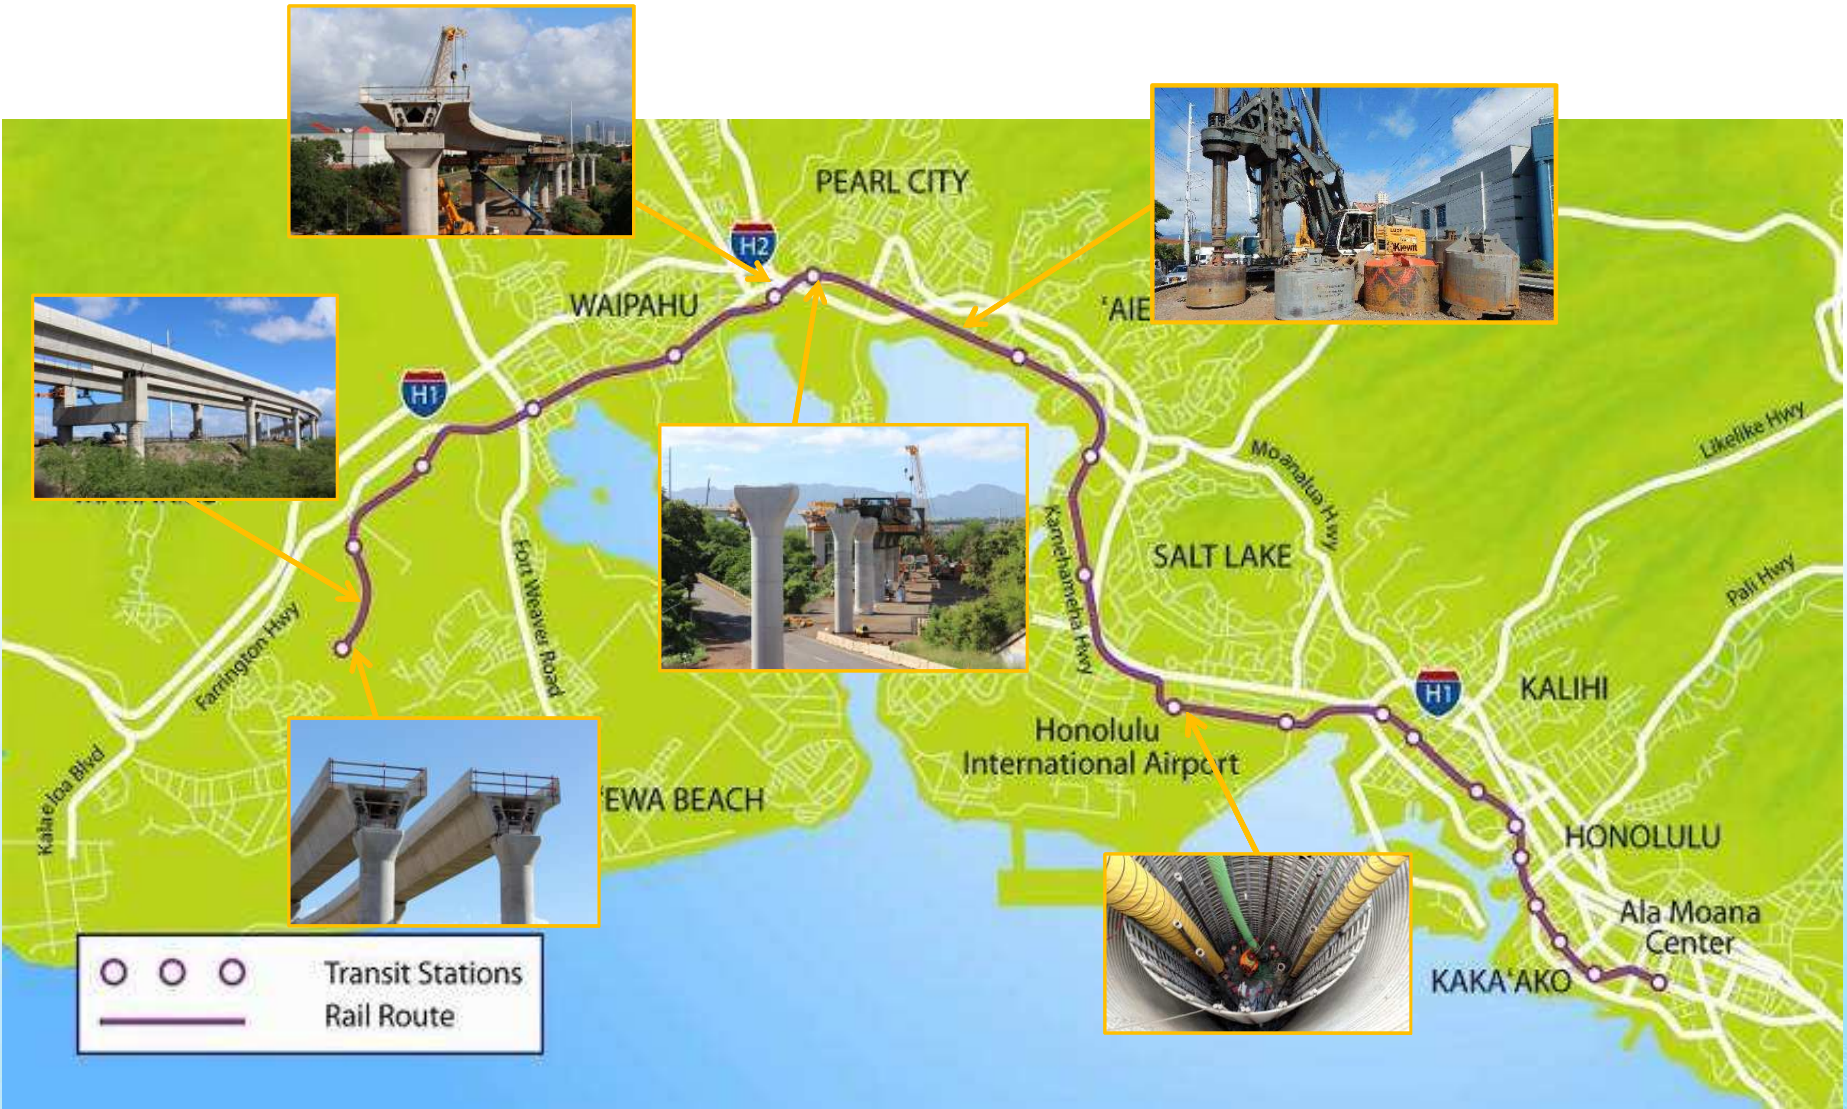 PEARL CITY
H2
Kiewit
WAIPAHU
'AIE
H1
Likelike Hwy
Moanalua Hwy
Kamehameha Hwy
SALT LAKE
Fort Weaver Road
Pali Hwy
Farrington Hwy
H1
KALIHI
Honolulu
International Airport
Kalaeloa Blvd
'EWA BEACH
HONOLULU
Ala Moana
Center
KAKA'AKO
Transit Stations
Rail Route